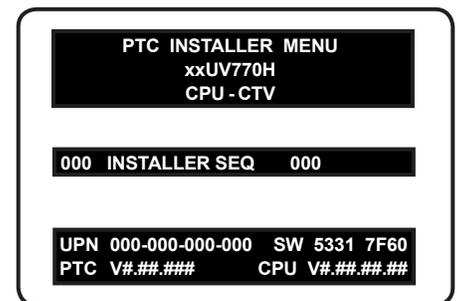 PTC INSTALLER MENU
xxUV770H
CPU - CTV
000 INSTALLER SEQ 000
UPN 000-000-000-000 SW 5331 7F60
PTC V#.##.### CPU V#.##.##.##